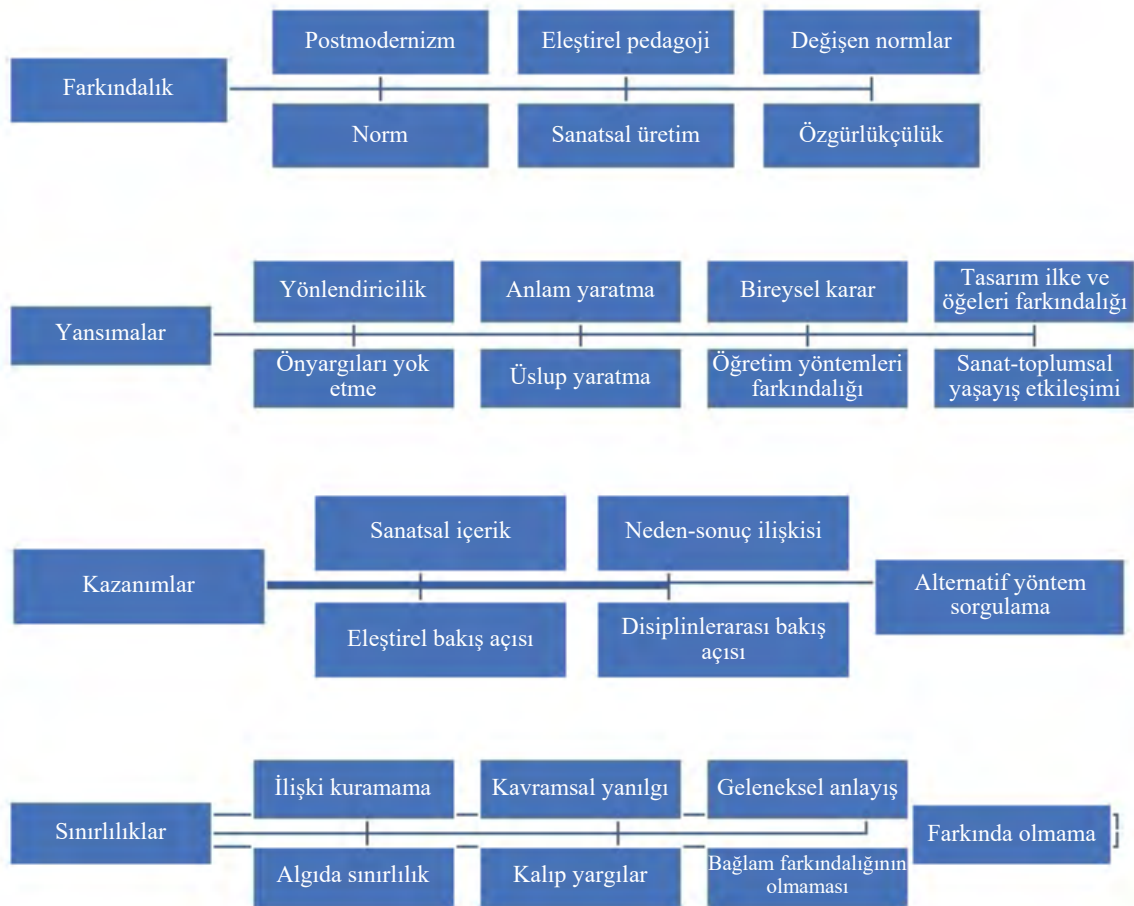 Postmodernizm
Eleştirel pedagoji
Değişen normlar
Farkındalık
Norm
Sanatsal üretim
Özgürlükçülük
Yönlendiricilik
Anlam yaratma
Bireysel karar
Tasarım ilke ve
öğeleri farkındalığı
Yansımalar
Önyargıları yok
etme
Üslup yaratma
Öğretim yöntemleri
farkındalığı
Sanat-toplumsal
yaşayış etkileşimi
Sanatsal içerik
Neden-sonuç ilişkisi
Kazanımlar
Alternatif yöntem
sorgulama
Eleştirel bakış açısı
Disiplinlerarası bakış
açısı
İlişki kuramama
Kavramsal yanılgı
Geleneksel anlayış
Sınırlılıklar
Farkında olmama
Algıda sınırlılık
Kalıp yargılar
Bağlam farkındalığının
olmaması